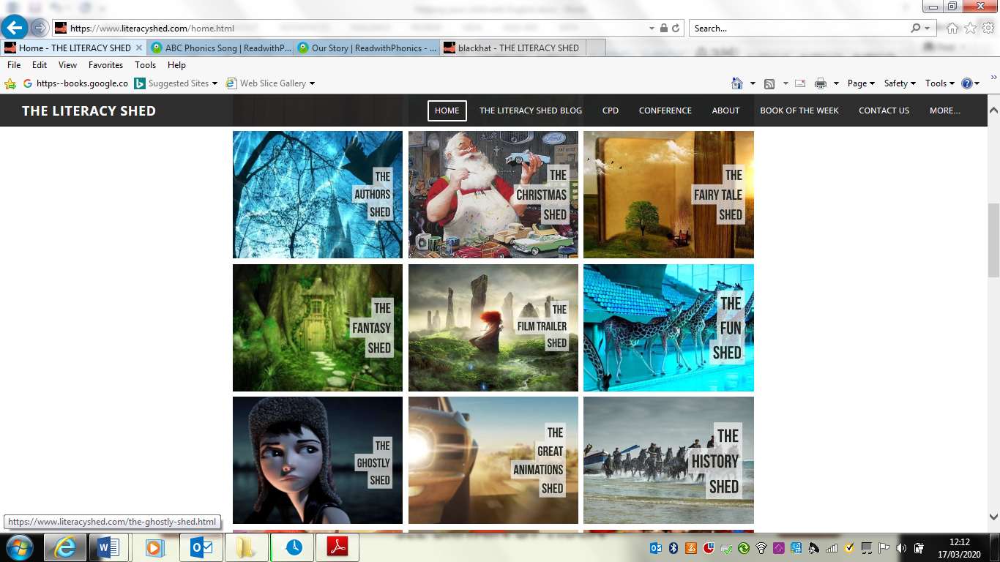 https://www.literacyshed.com/home.html
Search...
Home - THE LITERACY SHED
ABC Phonics Song | ReadwithP...
Our Story | ReadwithPhonics - ...
blackhat - THE LITERACY SHED
File Edit View Favorites Tools Help
https--books.google.co Suggested Sites Web Slice Gallery Page Safety Tools
THE LITERACY SHED
HOME THE LITERACY SHED BLOG CPD CONFERENCE ABOUT BOOK OF THE WEEK CONTACT US MORE...
THE
AUTHORS
SHED
THE
CHRISTMAS
SHED
Ford
THE
FAIRY TALE
SHED
THE
FANTASY
SHED
THE
FILM TRAILER
SHED
THE
FUN
SHED
THE
GHOSTLY
SHED
THE
GREAT
ANIMATIONS
SHED
THE
HISTORY
SHED
https://www.literacyshed.com/the-ghostly-shed.html
12:12
17/03/2020